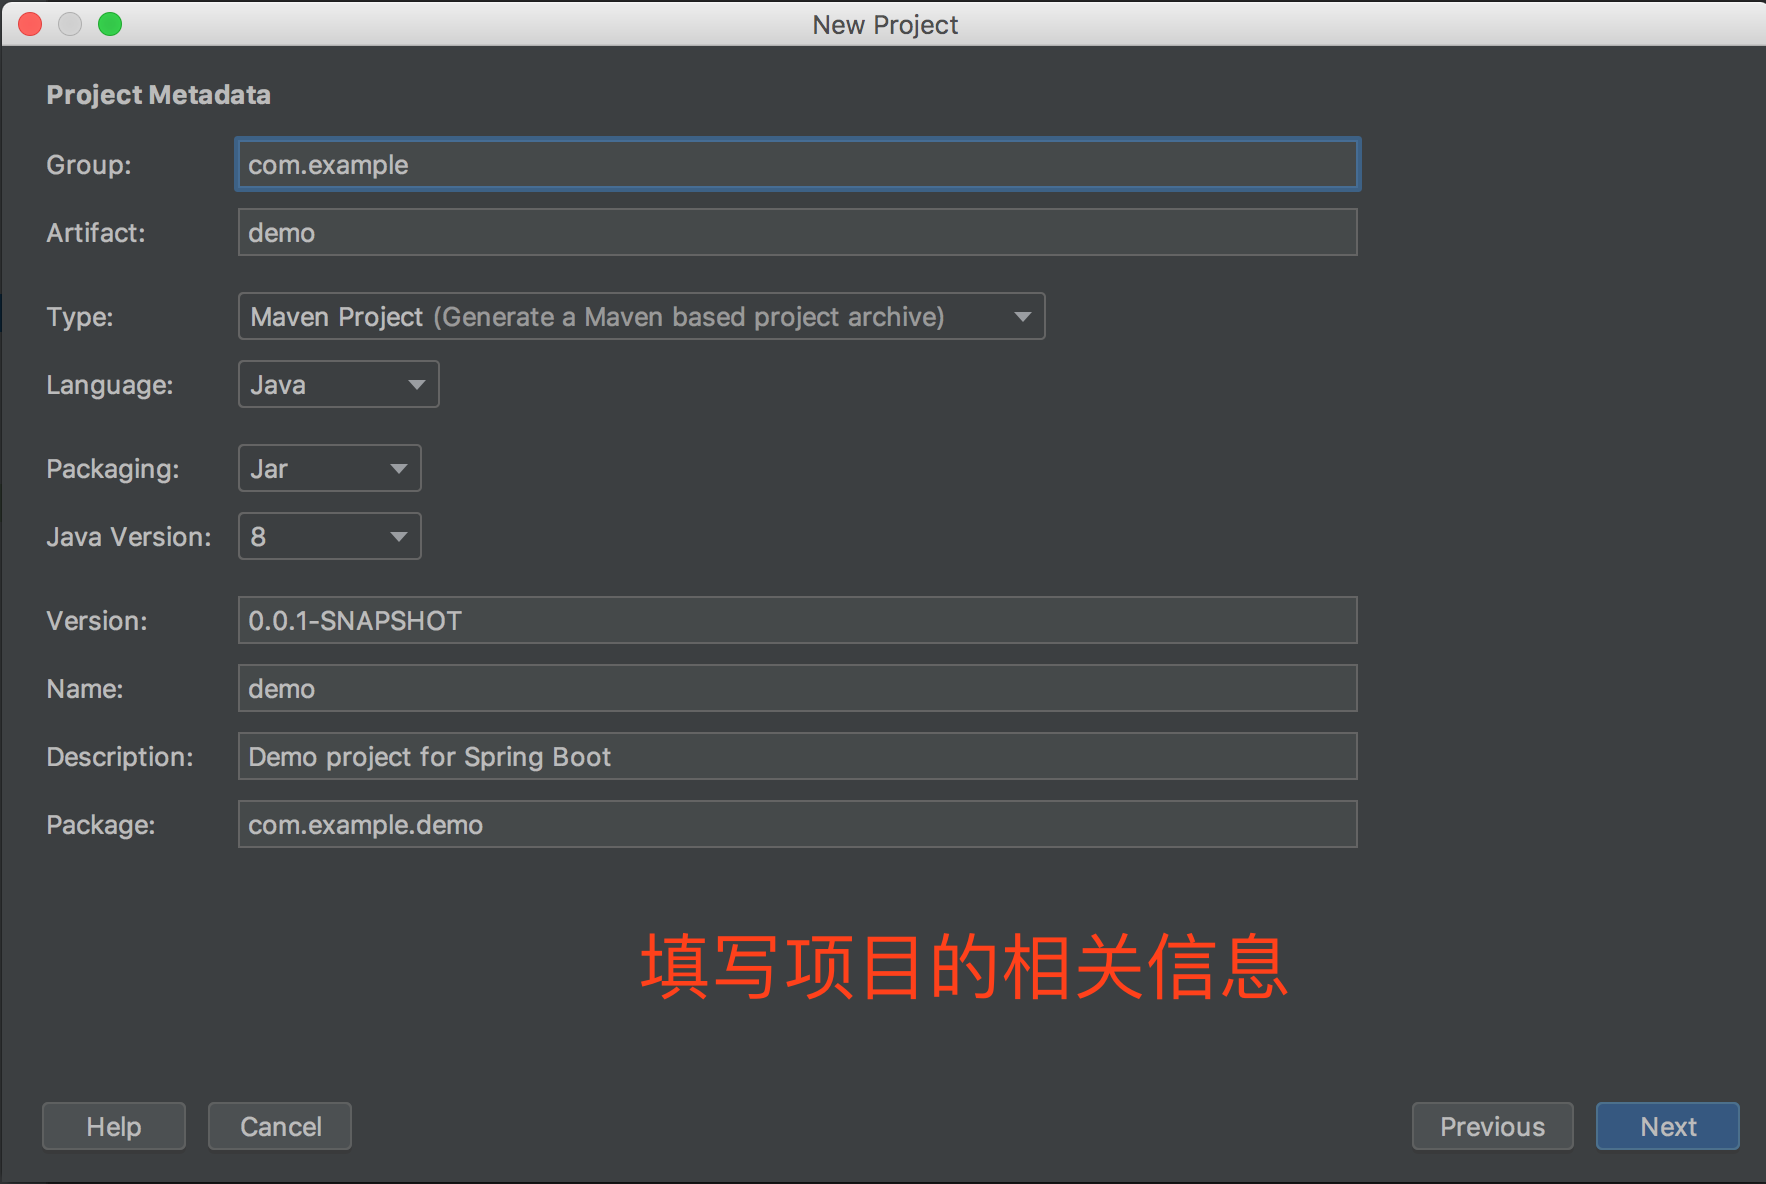 New Project
Project Metadata
Group: com.example
Artifact: demo
Type: Maven Project (Generate a Maven based project archive)
Language: Java
Packaging: Jar
Java Version: 8
Version: 0.0.1-SNAPSHOT
Name: demo
Description: Demo project for Spring Boot
Package: com.example.demo
填写项目的相关信息
Help Cancel Previous Next